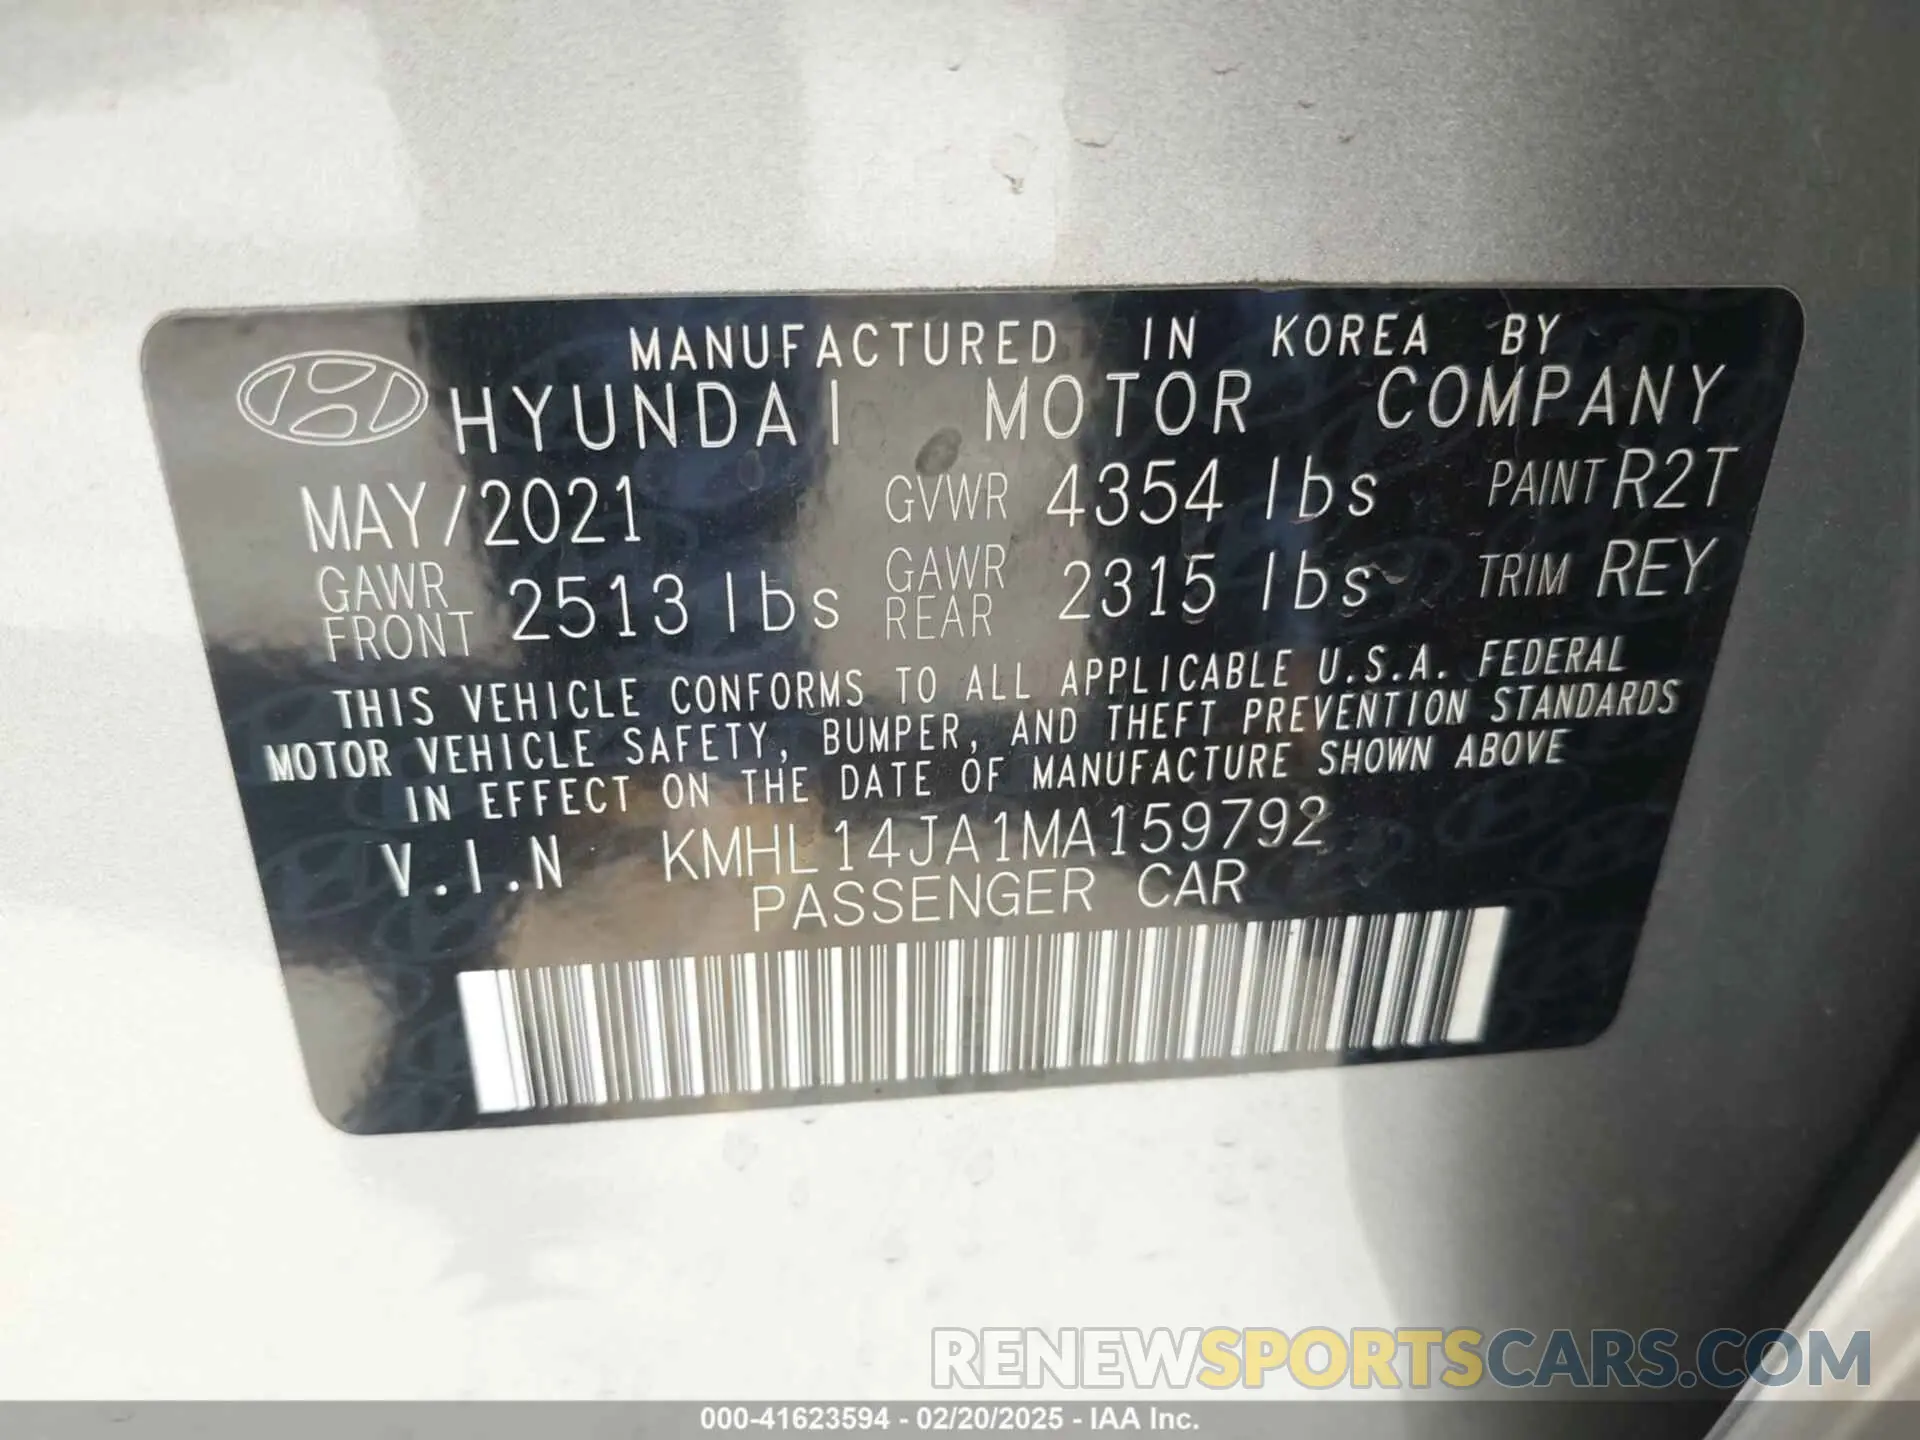 MANUFACTURED IN KOREA BY
HYUNDAI MOTOR COMPANY
MAY/2021 GVWR 4354 lbs PAINT R2T
GAWR FRONT 2513 lbs GAWR REAR 2315 lbs TRIM REY
THIS VEHICLE CONFORMS TO ALL APPLICABLE U.S.A. FEDERAL
MOTOR VEHICLE SAFETY, BUMPER, AND THEFT PREVENTION STANDARDS
IN EFFECT ON THE DATE OF MANUFACTURE SHOWN ABOVE
V.I.N KMHL14JA1MA159792
PASSENGER CAR
RENEWSPORTSCARS.COM
000-41623594 - 02/20/2025 - IAA Inc.